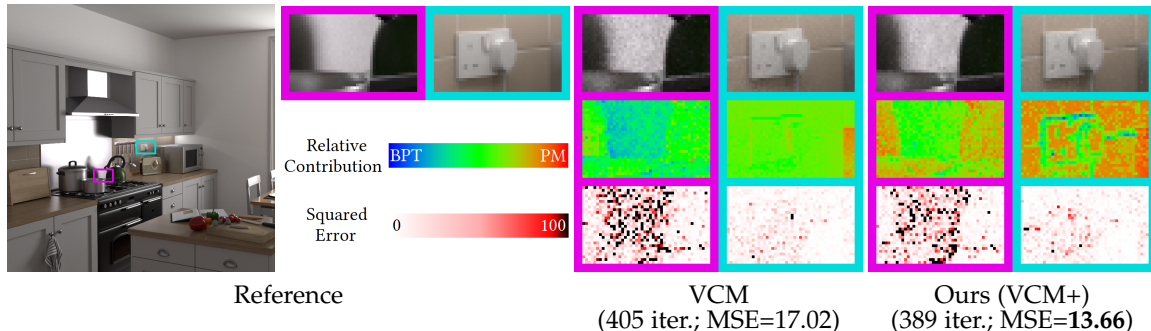 Relative
Contribution
BPT
PM
Squared
Error
0
100
Reference
VCM
(405 iter.; MSE=17.02)
Ours (VCM+)
(389 iter.; MSE=13.66)